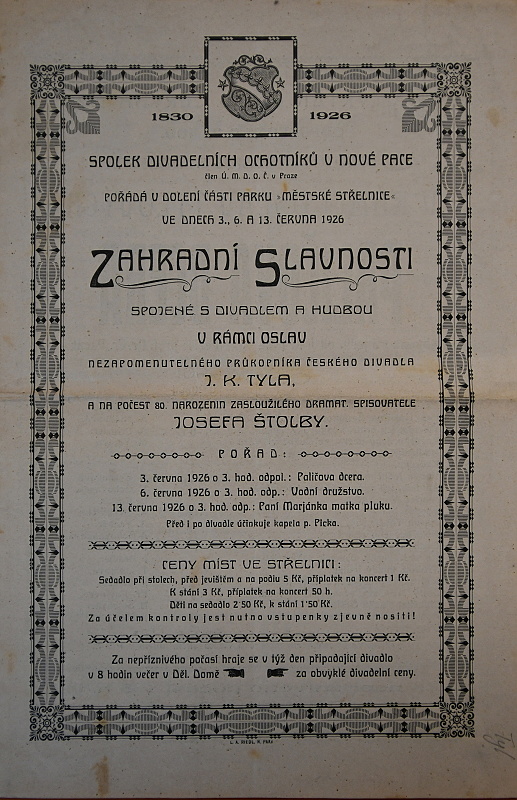 1830 1926
SPOLEK DIVADELNÍCH OCHOTNÍKŮ V NOVÉ PACE
člen Ú. M. D. O. Č. v Praze
POŘÁDÁ V DOLENÍ ČÁSTI PARKU »MĚSTSKÉ STŘELNICE«
VE DNECH 3., 6. A 13. ČERVNA 1926
ZAHRADNÍ SLAVNOSTI
SPOJENÉ S DIVADLEM A HUDBOU
V RÁMCI OSLAV
NEZAPOMENUTELNÉHO PRŮKOPNÍKA ČESKÉHO DIVADLA
J. K. TYLA,
A NA POČEST 80. NAROZENIN ZASLOUŽILÉHO DRAMAT. SPISOVATELE
JOSEFA ŠTOLBY.
POŘAD:
3. června 1926 o 3. hod. odpol.: Paličova dcera.
6. června 1926 o 3. hod. odp.: Vodní družstvo.
13. června 1926 o 3. hod. odp.: Paní Marjánka matka pluku.
Před i po divadle účinkuje kapela p. Picka.
CENY MÍST VE STŘELNICI:
Sedadlo při stolech, před jevištěm a na podiu 5 Kč, příplatek na koncert 1 Kč.
K stání 3 Kč, příplatek na koncert 50 h.
Děti na sedadlo 2·50 Kč, k stání 1·50 Kč.
Za účelem kontroly jest nutno vstupenky zjevně nositi!
Za nepříznivého počasí hraje se v týž den připadající divadlo
v 8 hodin večer v Děl. Domě za obvyklé divadelní ceny.